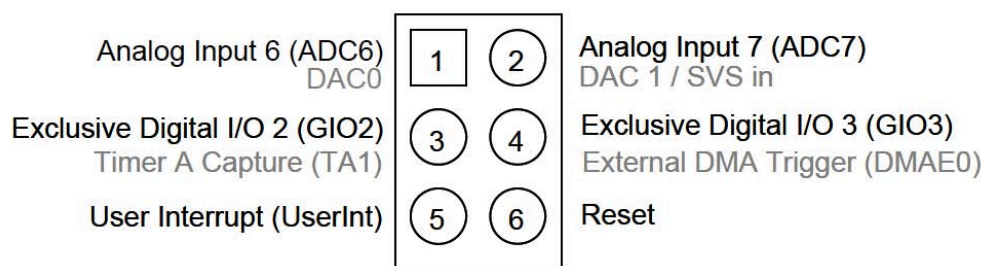 Analog Input 6 (ADC6)
DAC0
1
2
Analog Input 7 (ADC7)
DAC 1 / SVS in
Exclusive Digital I/O 2 (GIO2)
Timer A Capture (TA1)
3
4
Exclusive Digital I/O 3 (GIO3)
External DMA Trigger (DMAE0)
User Interrupt (UserInt)
5
6
Reset